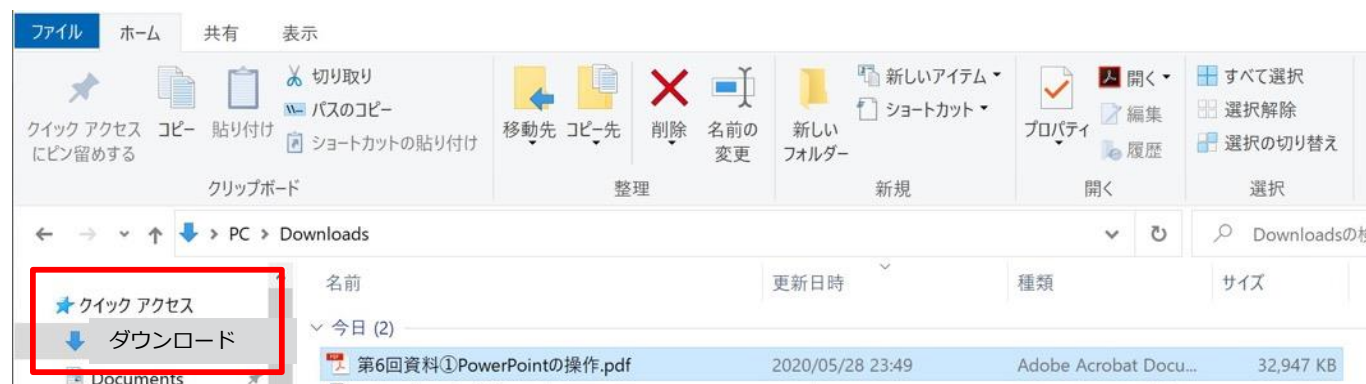 ファイル ホーム 共有 表示
クイック アクセス
にピン留めする
コピー
貼り付け
切り取り
パスのコピー
ショートカットの貼り付け
クリップボード
移動先
コピー先
削除
名前の
変更
整理
新しい
フォルダー
新しいアイテム
ショートカット
新規
プロパティ
開く
編集
履歴
開く
すべて選択
選択解除
選択の切り替え
選択
PC > Downloads
Downloadsの検
名前 更新日時 種類 サイズ
クイック アクセス
ダウンロード
Documents
今日 (2)
第6回資料①PowerPointの操作.pdf 2020/05/28 23:49 Adobe Acrobat Docu... 32,947 KB